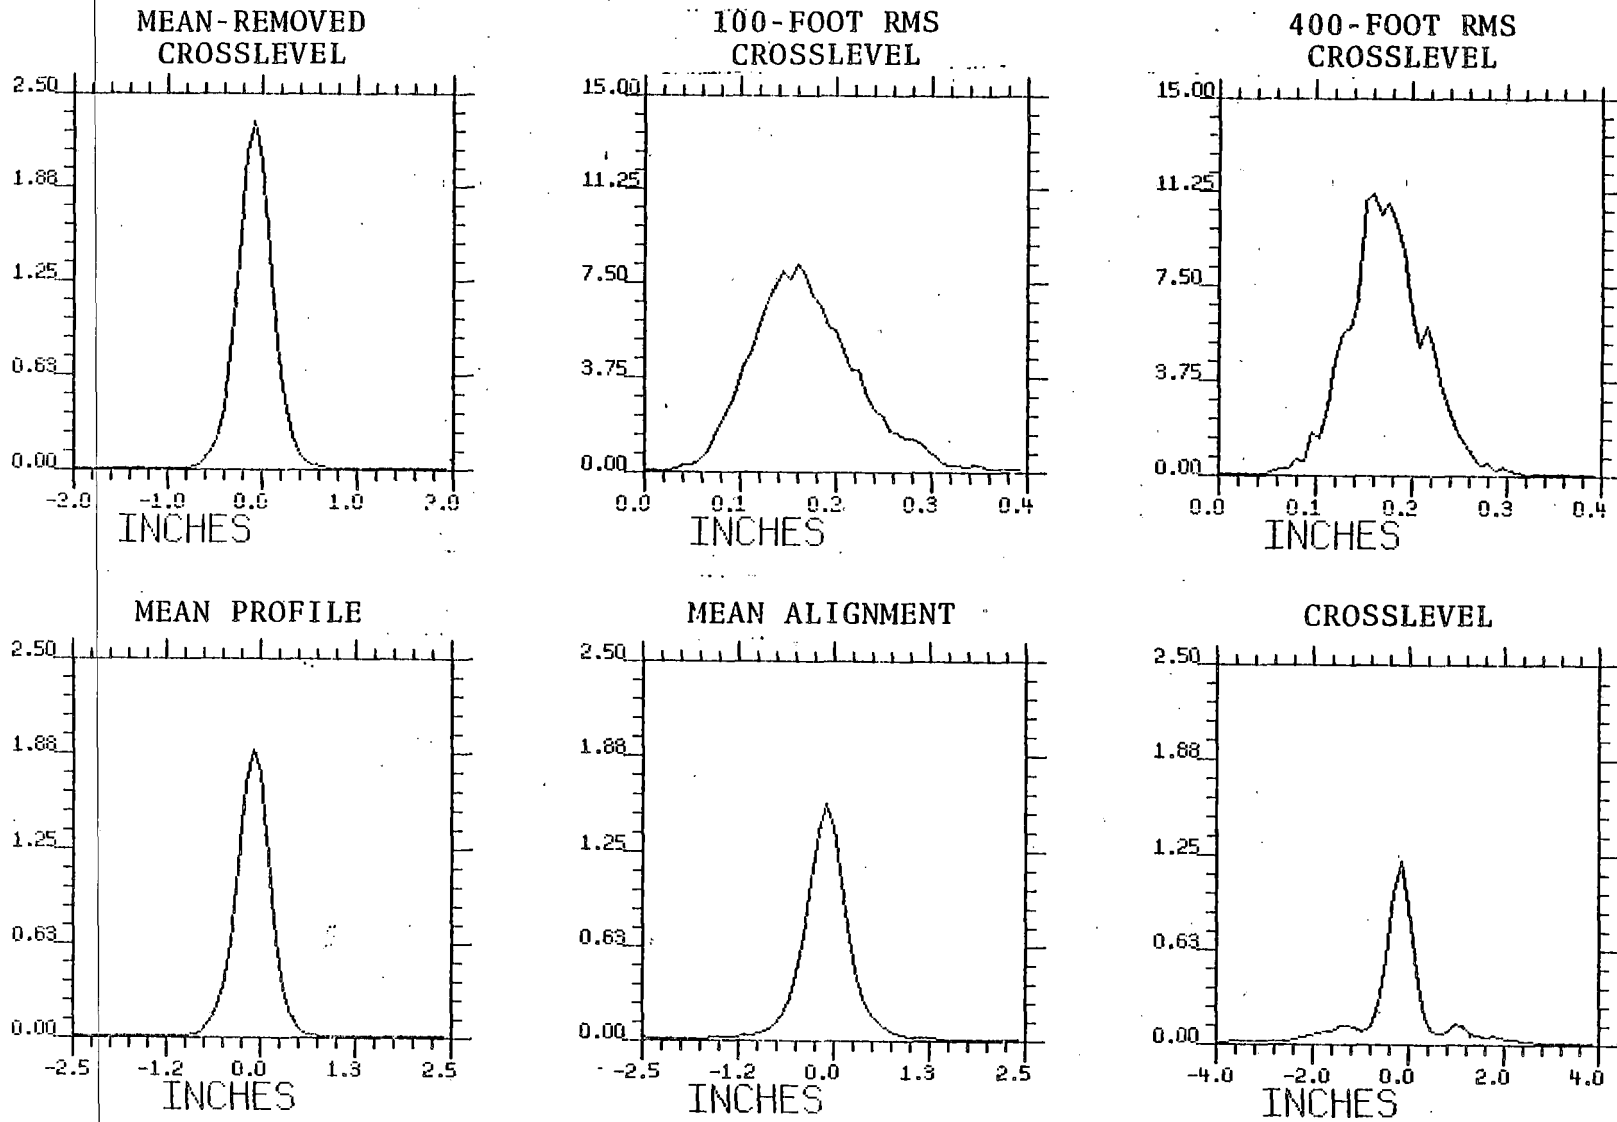 MEAN-REMOVED
CROSSLEVEL
2.50
1.88
1.25
0.63
0.00
-2.0 -1.0 0.0 1.0 2.0
INCHES
100-FOOT RMS
CROSSLEVEL
15.00
11.25
7.50
3.75
0.00
0.0 0.1 0.2 0.3 0.4
INCHES
400-FOOT RMS
CROSSLEVEL
15.00
11.25
7.50
3.75
0.00
0.0 0.1 0.2 0.3 0.4
INCHES
MEAN PROFILE
2.50
1.88
1.25
0.63
0.00
-2.5 -1.2 0.0 1.3 2.5
INCHES
MEAN ALIGNMENT
2.50
1.88
1.25
0.63
0.00
-2.5 -1.2 0.0 1.3 2.5
INCHES
CROSSLEVEL
2.50
1.88
1.25
0.63
0.00
-4.0 -2.0 0.0 2.0 4.0
INCHES